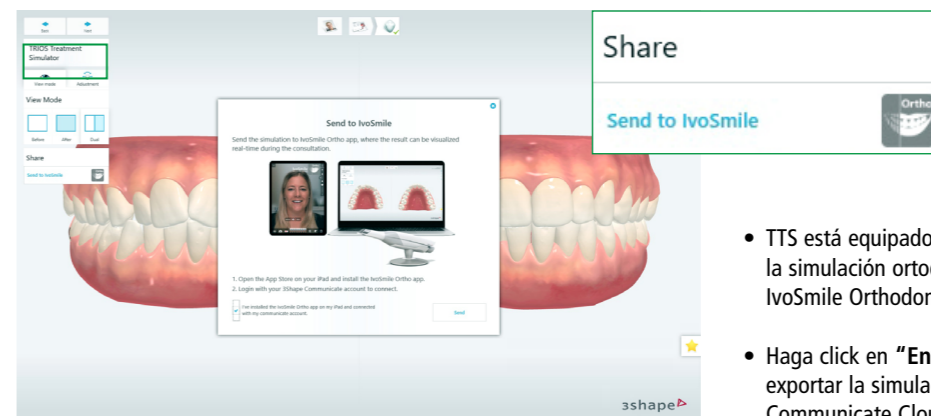 Back Next
TRIOS Treatment
Simulator
View mode Adjustment
View Mode
Before After Dual
Share
Send to IvoSmile
Send to IvoSmile
Send the simulation to IvoSmile Ortho app, where the result can be visualized
real-time during the consultation.
1. Open the App Store on your iPad and install the IvoSmile Ortho app.
2. Login with your 3Shape Communicate account to connect.
I've installed the IvoSmile Ortho app on my iPad and connected
with my communicate account.
Send
3shape
Share
Send to IvoSmile
Ortho
• TTS está equipado
la simulación orto
IvoSmile Orthodo
• Haga click en “En
exportar la simula
Communicate Clou